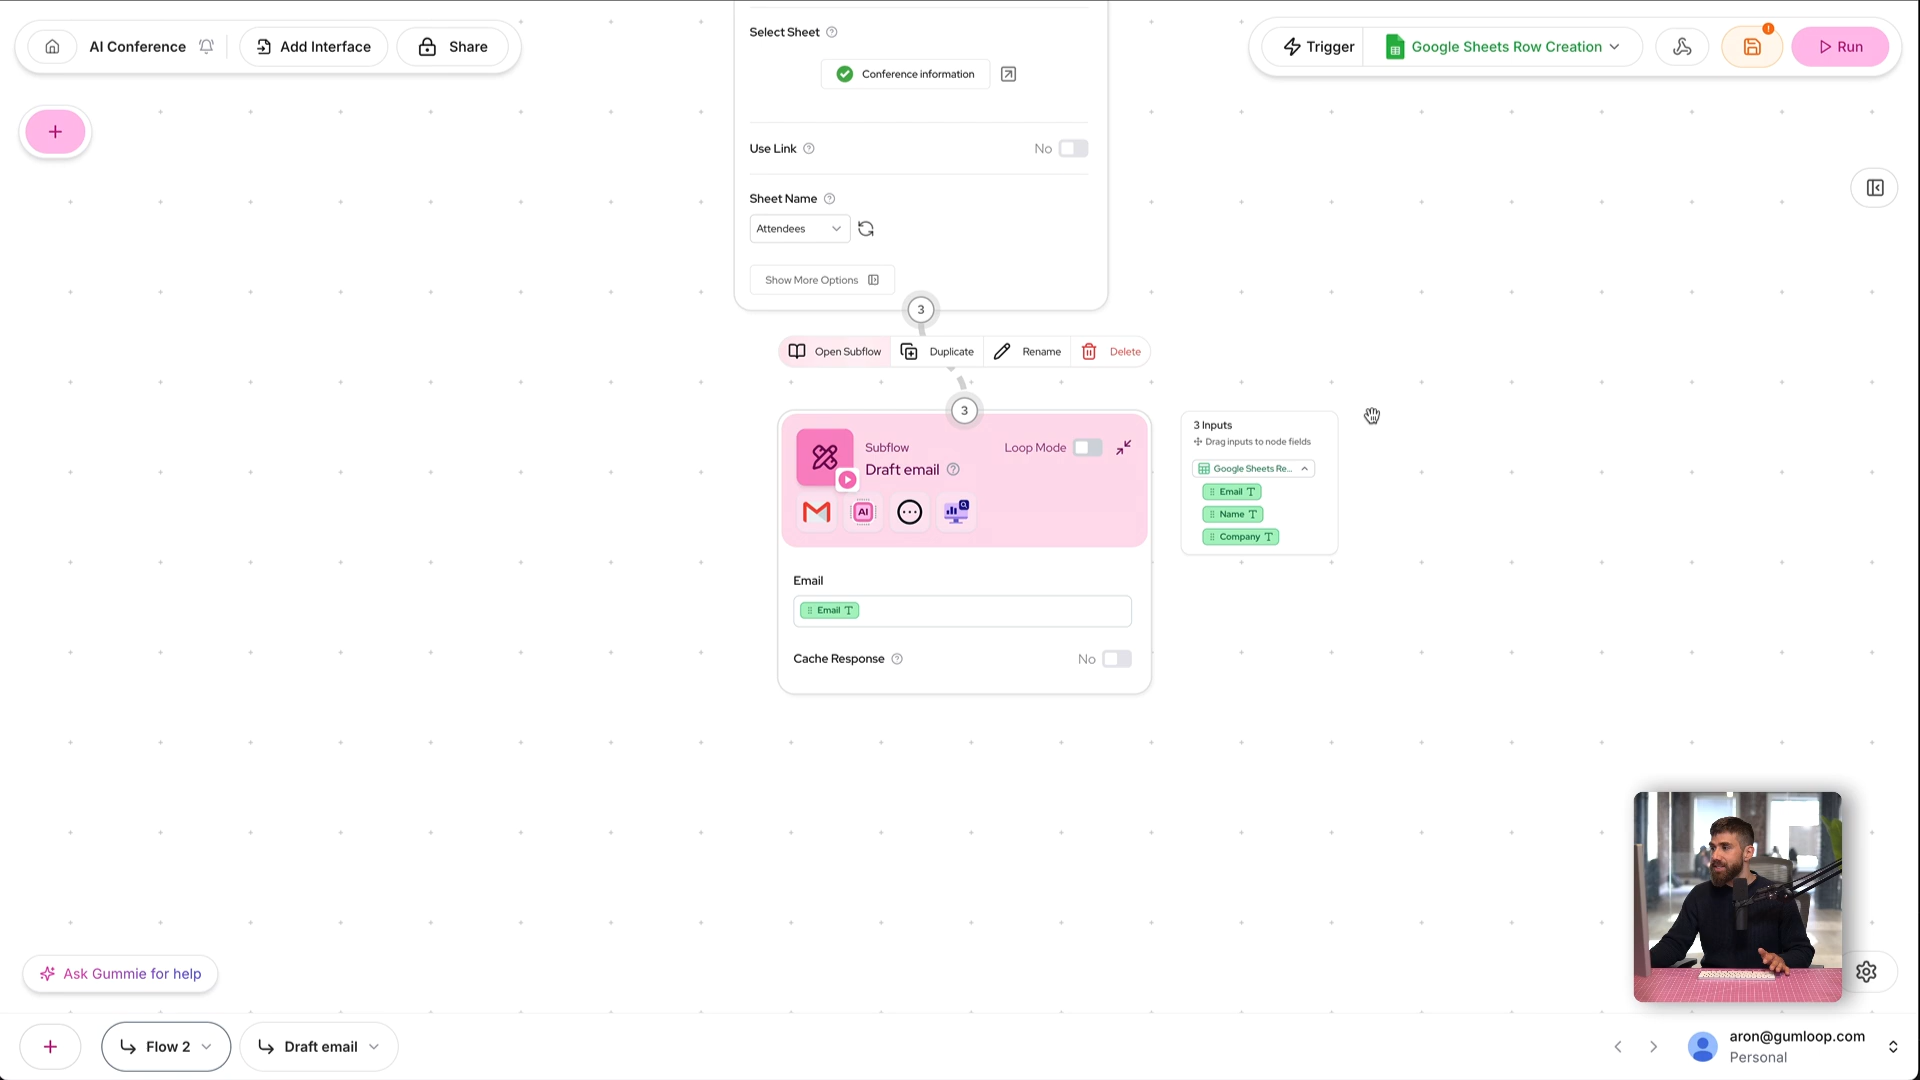 AI Conference
Add Interface
Share
Trigger
Google Sheets Row Creation
!
Run
Select Sheet
Conference information
Use Link
No
Sheet Name
Attendees
Show More Options
3
Open Subflow
Duplicate
Rename
Delete
3
Subflow
Draft email
Loop Mode
AI
3 Inputs
Drag inputs to node fields
Google Sheets Re...
Email
Name
Company
Email
Email
Cache Response
No
Ask Gummie for help
Flow 2
Draft email
aron@gumloop.com
Personal